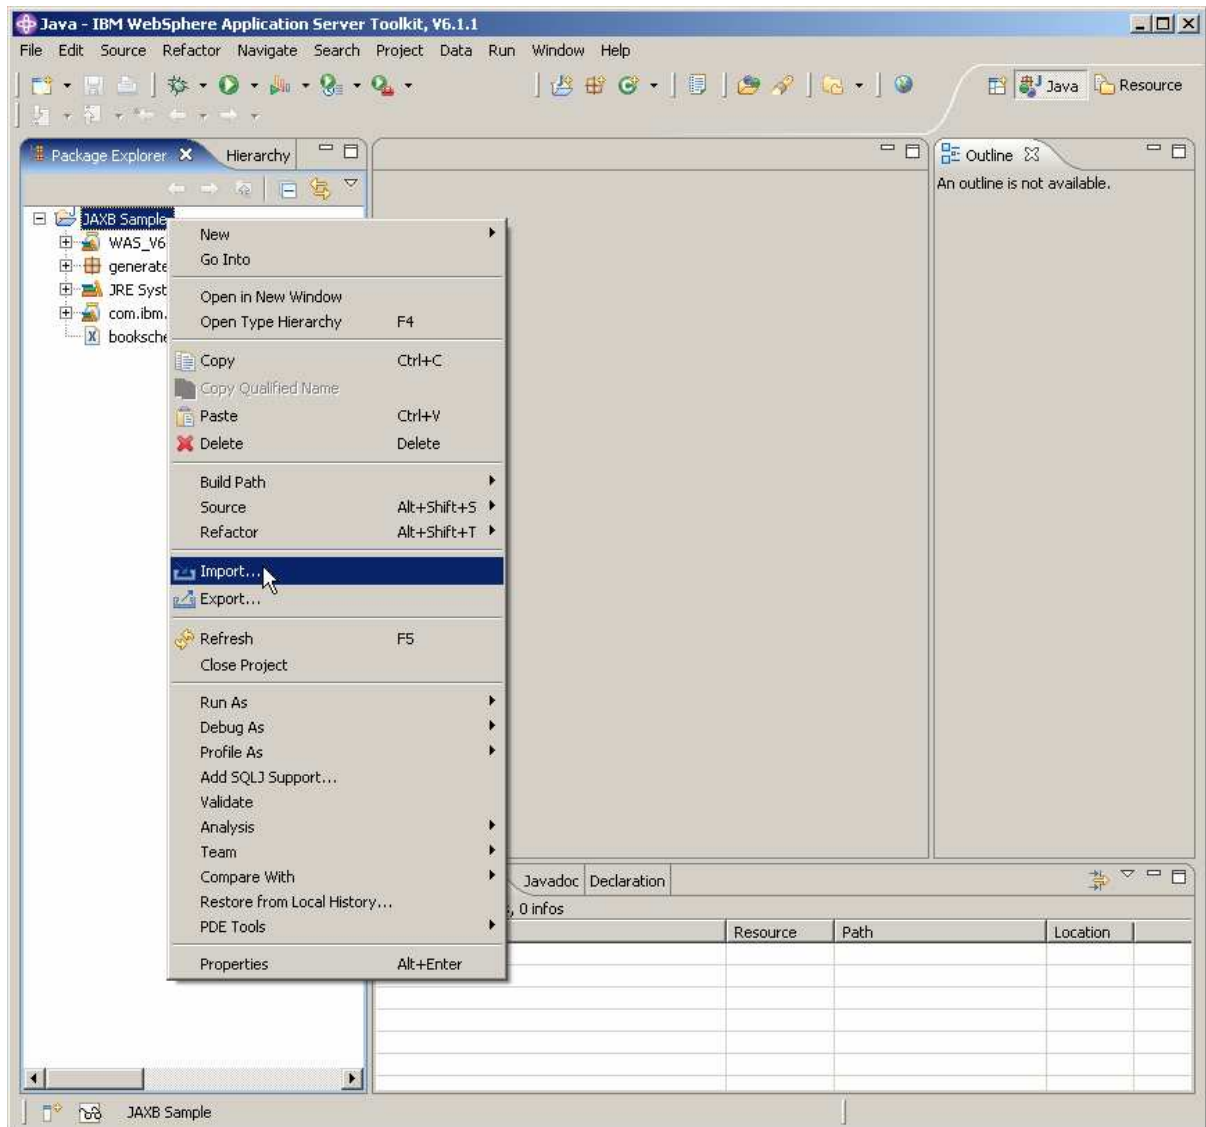 Java - IBM WebSphere Application Server Toolkit, V6.1.1
File Edit Source Refactor Navigate Search Project Data Run Window Help
Java Resource
Package Explorer Hierarchy
Outline
An outline is not available.
JAXB Sample
WAS_V6
generate
JRE Syst
com.ibm.
booksche
New
Go Into
Open in New Window
Open Type Hierarchy F4
Copy Ctrl+C
Copy Qualified Name
Paste Ctrl+V
Delete Delete
Build Path
Source Alt+Shift+S
Refactor Alt+Shift+T
Import...
Export...
Refresh F5
Close Project
Run As
Debug As
Profile As
Add SQLJ Support...
Validate
Analysis
Team
Compare With
Restore from Local History...
PDE Tools
Properties Alt+Enter
Javadoc Declaration
, 0 infos
Resource Path Location
JAXB Sample